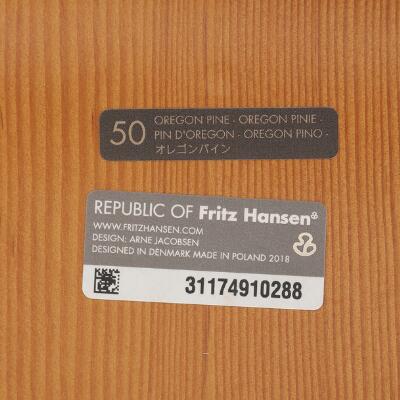 50 OREGON PINE - OREGON PINIE -
PIN D'OREGON - OREGON PINO -
オレゴンパイン
REPUBLIC OF Fritz Hansen
WWW.FRITZHANSEN.COM
DESIGN: ARNE JACOBSEN
DESIGNED IN DENMARK MADE IN POLAND 2018
31174910288